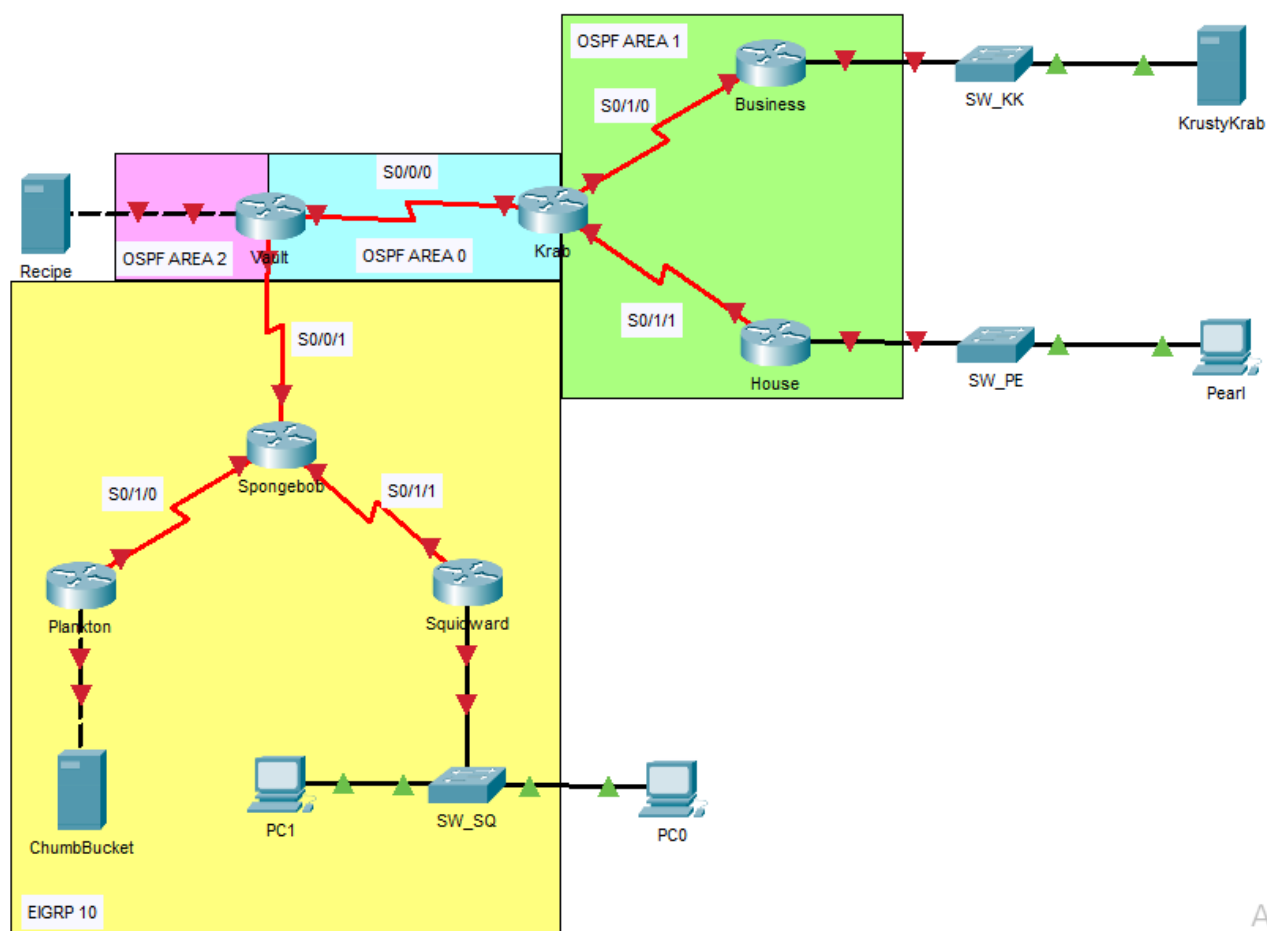 OSPF AREA 1
Business
S0/1/0
SW_KK
KrustyKrab
S0/0/0
Recipe
OSPF AREA 2
Vault
OSPF AREA 0
Krab
S0/1/1
House
SW_PE
Pearl
S0/0/1
Spongebob
S0/1/0
S0/1/1
Plankton
Squidward
ChumbBucket
PC1
SW_SQ
PC0
EIGRP 10
A